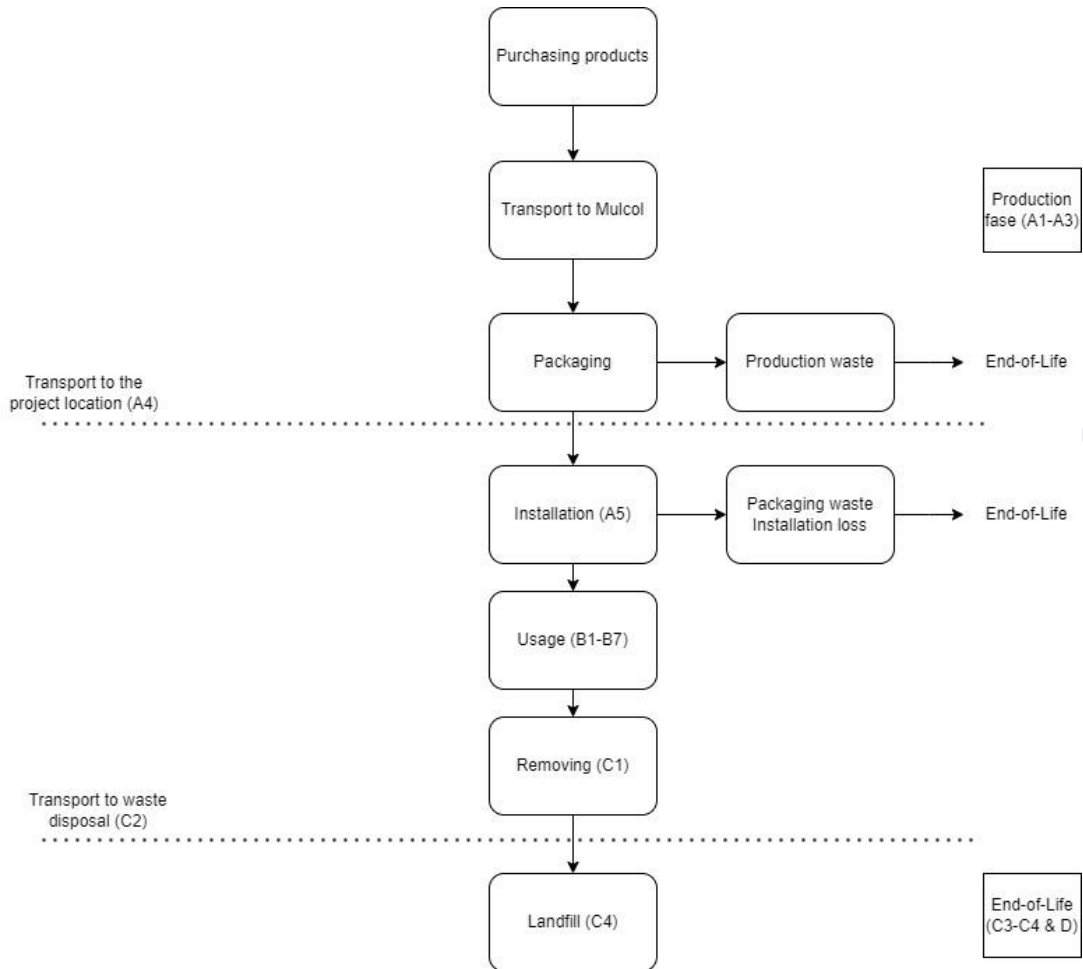 Purchasing products
Transport to Mulcol
Production
fase (A1-A3)
Packaging
Production waste
End-of-Life
Transport to the
project location (A4)
Installation (A5)
Packaging waste
Installation loss
End-of-Life
Usage (B1-B7)
Removing (C1)
Transport to waste
disposal (C2)
Landfill (C4)
End-of-Life
(C3-C4 & D)